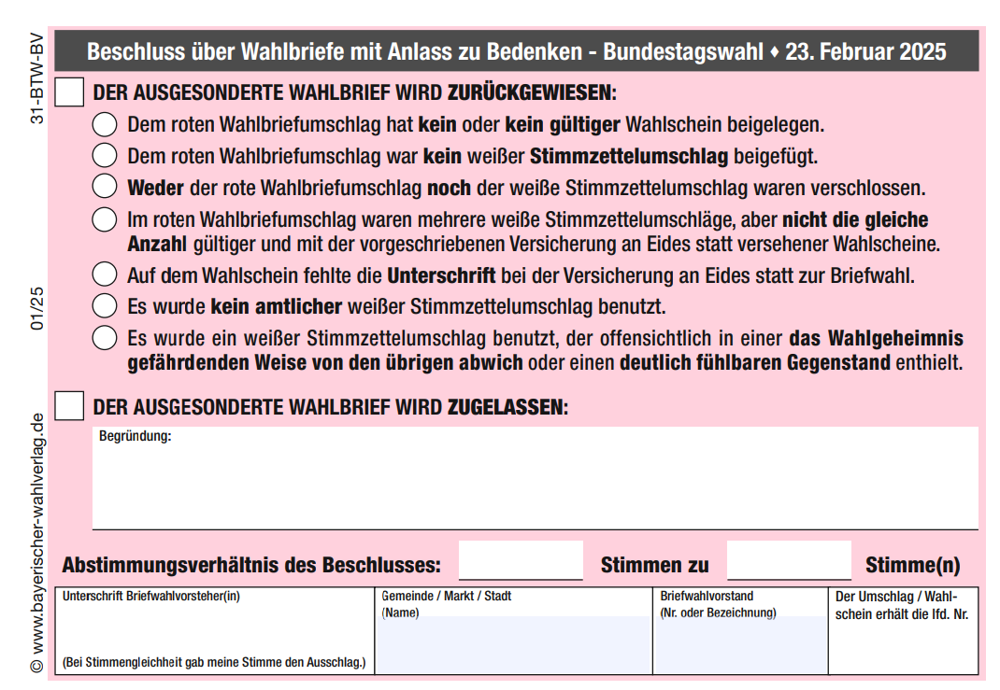 Beschluss über Wahlbriefe mit Anlass zu Bedenken - Bundestagswahl ♦ 23. Februar 2025
DER AUSGESONDERTE WAHLBRIEF WIRD ZURÜCKGEWIESEN:
Dem roten Wahlbriefumschlag hat kein oder kein gültiger Wahlschein beigelegen.
Dem roten Wahlbriefumschlag war kein weißer Stimmzettelumschlag beigefügt.
Weder der rote Wahlbriefumschlag noch der weiße Stimmzettelumschlag waren verschlossen.
Im roten Wahlbriefumschlag waren mehrere weiße Stimmzettelumschläge, aber nicht die gleiche
Anzahl gültiger und mit der vorgeschriebenen Versicherung an Eides statt versehener Wahlscheine.
Auf dem Wahlschein fehlte die Unterschrift bei der Versicherung an Eides statt zur Briefwahl.
Es wurde kein amtlicher weißer Stimmzettelumschlag benutzt.
Es wurde ein weißer Stimmzettelumschlag benutzt, der offensichtlich in einer das Wahlgeheimnis
gefährdenden Weise von den übrigen abwich oder einen deutlich fühlbaren Gegenstand enthielt.
DER AUSGESONDERTE WAHLBRIEF WIRD ZUGELASSEN:
Begründung:
Abstimmungsverhältnis des Beschlusses: Stimmen zu Stimme(n)
Unterschrift Briefwahlvorsteher(in)
(Bei Stimmengleichheit gab meine Stimme den Ausschlag.)
Gemeinde / Markt / Stadt
(Name)
Briefwahlvorstand
(Nr. oder Bezeichnung)
Der Umschlag / Wahl-
schein erhält die lfd. Nr.
© www.bayerischer-wahlverlag.de
01/25
31-BTW-BV